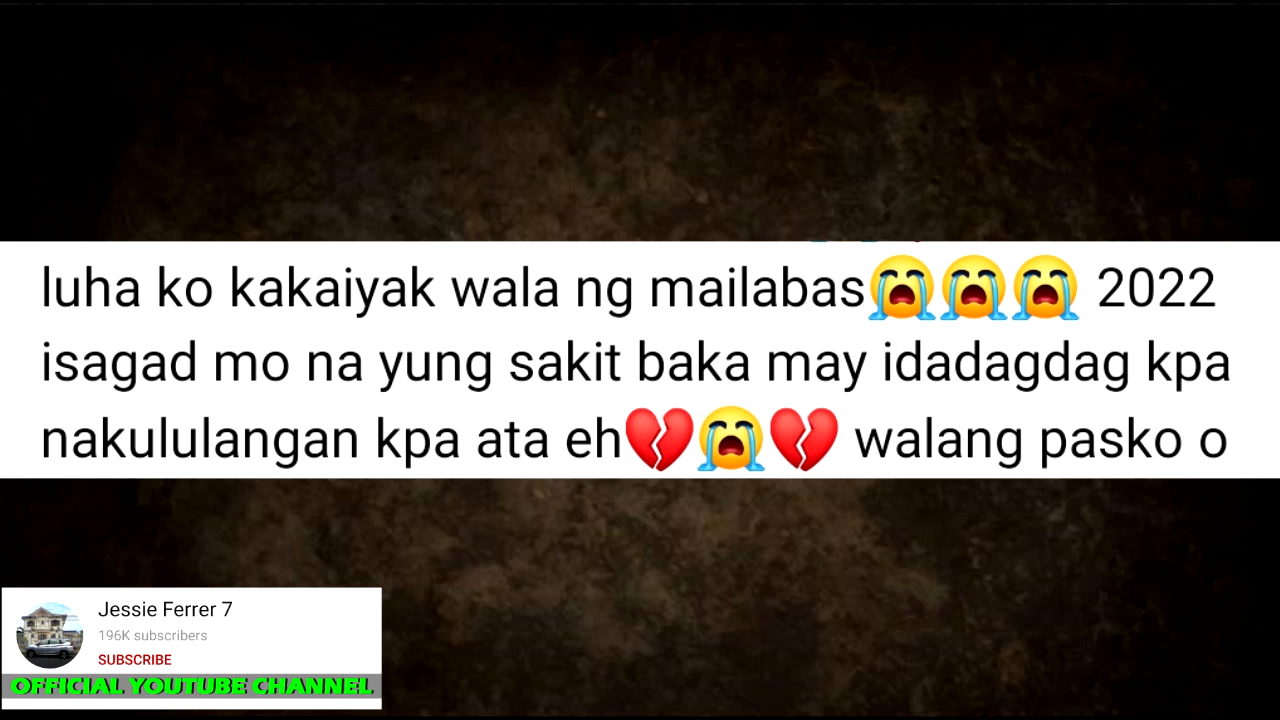 luha ko kakaiyak wala ng mailabas😭😭😭 2022
isagad mo na yung sakit baka may idadagdag kpa
nakululangan kpa ata eh💔😭💔 walang pasko o
Jessie Ferrer 7
196K subscribers
SUBSCRIBE
OFFICIAL YOUTUBE CHANNEL